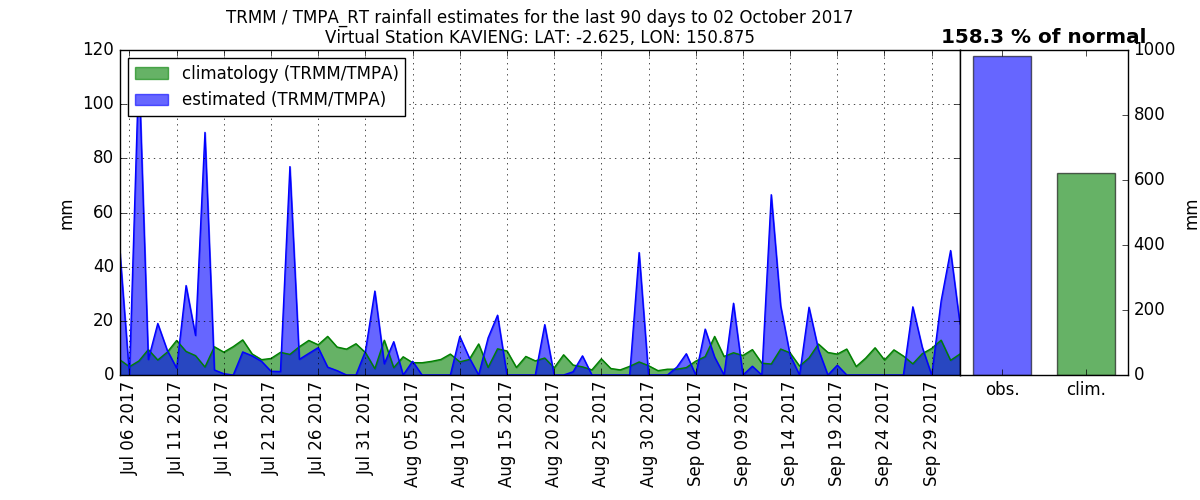 TRMM / TMPA_RT rainfall estimates for the last 90 days to 02 October 2017
Virtual Station KAVIENG: LAT: -2.625, LON: 150.875
158.3 % of normal
climatology (TRMM/TMPA)
estimated (TRMM/TMPA)
120
100
80
60
40
20
0
mm
Jul 06 2017
Jul 11 2017
Jul 16 2017
Jul 21 2017
Jul 26 2017
Jul 31 2017
Aug 05 2017
Aug 10 2017
Aug 15 2017
Aug 20 2017
Aug 25 2017
Aug 30 2017
Sep 04 2017
Sep 09 2017
Sep 14 2017
Sep 19 2017
Sep 24 2017
Sep 29 2017
1000
800
600
400
200
0
mm
obs.
clim.